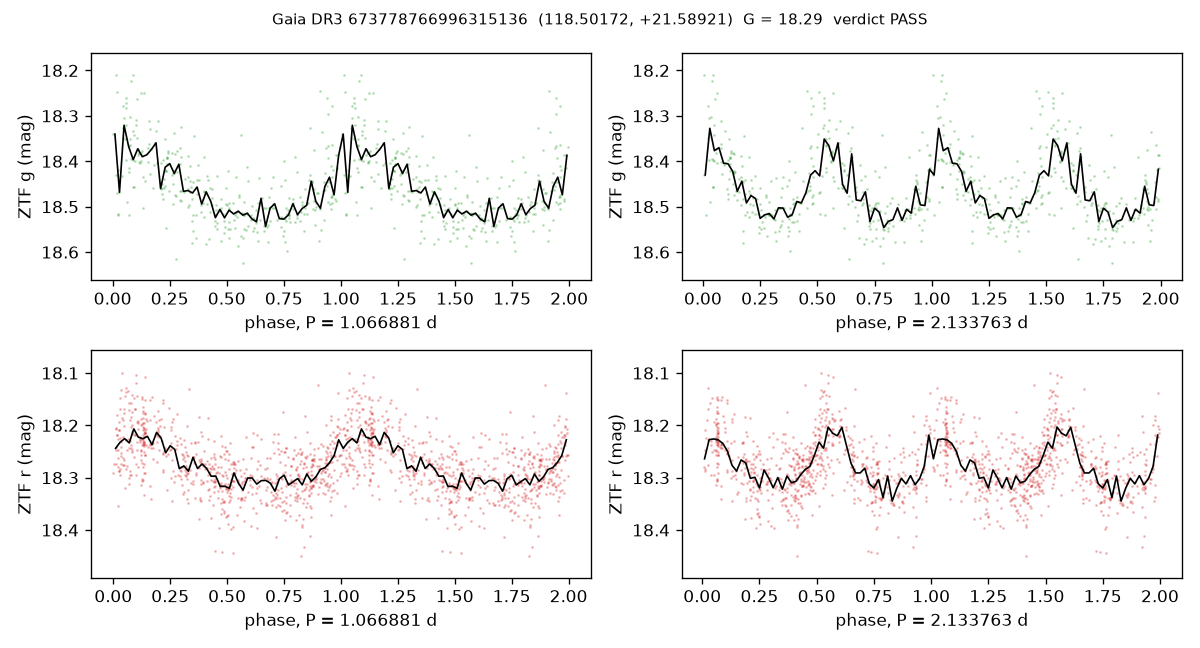 Gaia DR3 673778766996315136  (118.50172, +21.58921)  G = 18.29  verdict PASS
ZTF g (mag)
18.2
18.3
18.4
18.5
18.6
0.00 0.25 0.50 0.75 1.00 1.25 1.50 1.75 2.00
phase, P = 1.066881 d
ZTF g (mag)
18.2
18.3
18.4
18.5
18.6
0.00 0.25 0.50 0.75 1.00 1.25 1.50 1.75 2.00
phase, P = 2.133763 d
ZTF r (mag)
18.1
18.2
18.3
18.4
0.00 0.25 0.50 0.75 1.00 1.25 1.50 1.75 2.00
phase, P = 1.066881 d
ZTF r (mag)
18.1
18.2
18.3
18.4
0.00 0.25 0.50 0.75 1.00 1.25 1.50 1.75 2.00
phase, P = 2.133763 d